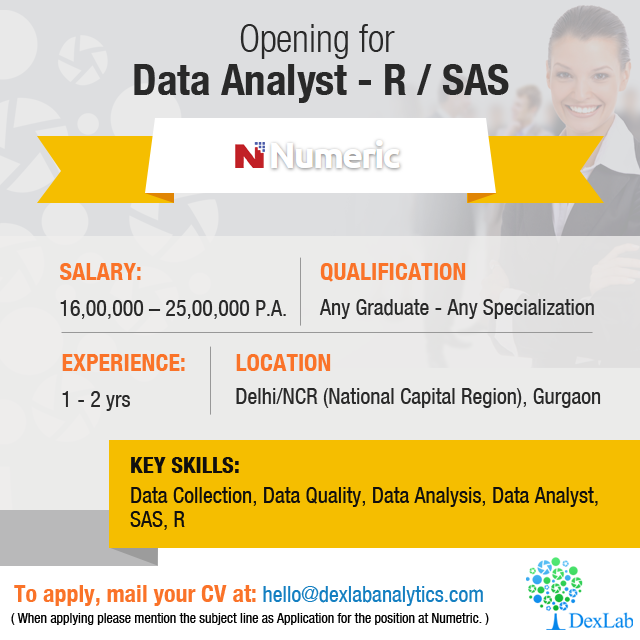 Opening for
Data Analyst - R / SAS
N Numeric
SALARY:
16,00,000 – 25,00,000 P.A.
QUALIFICATION
Any Graduate - Any Specialization
EXPERIENCE:
1 - 2 yrs
LOCATION
Delhi/NCR (National Capital Region), Gurgaon
KEY SKILLS:
Data Collection, Data Quality, Data Analysis, Data Analyst,
SAS, R
To apply, mail your CV at: hello@dexlabanalytics.com
( When applying please mention the subject line as Application for the position at Numetric. )
DexLab